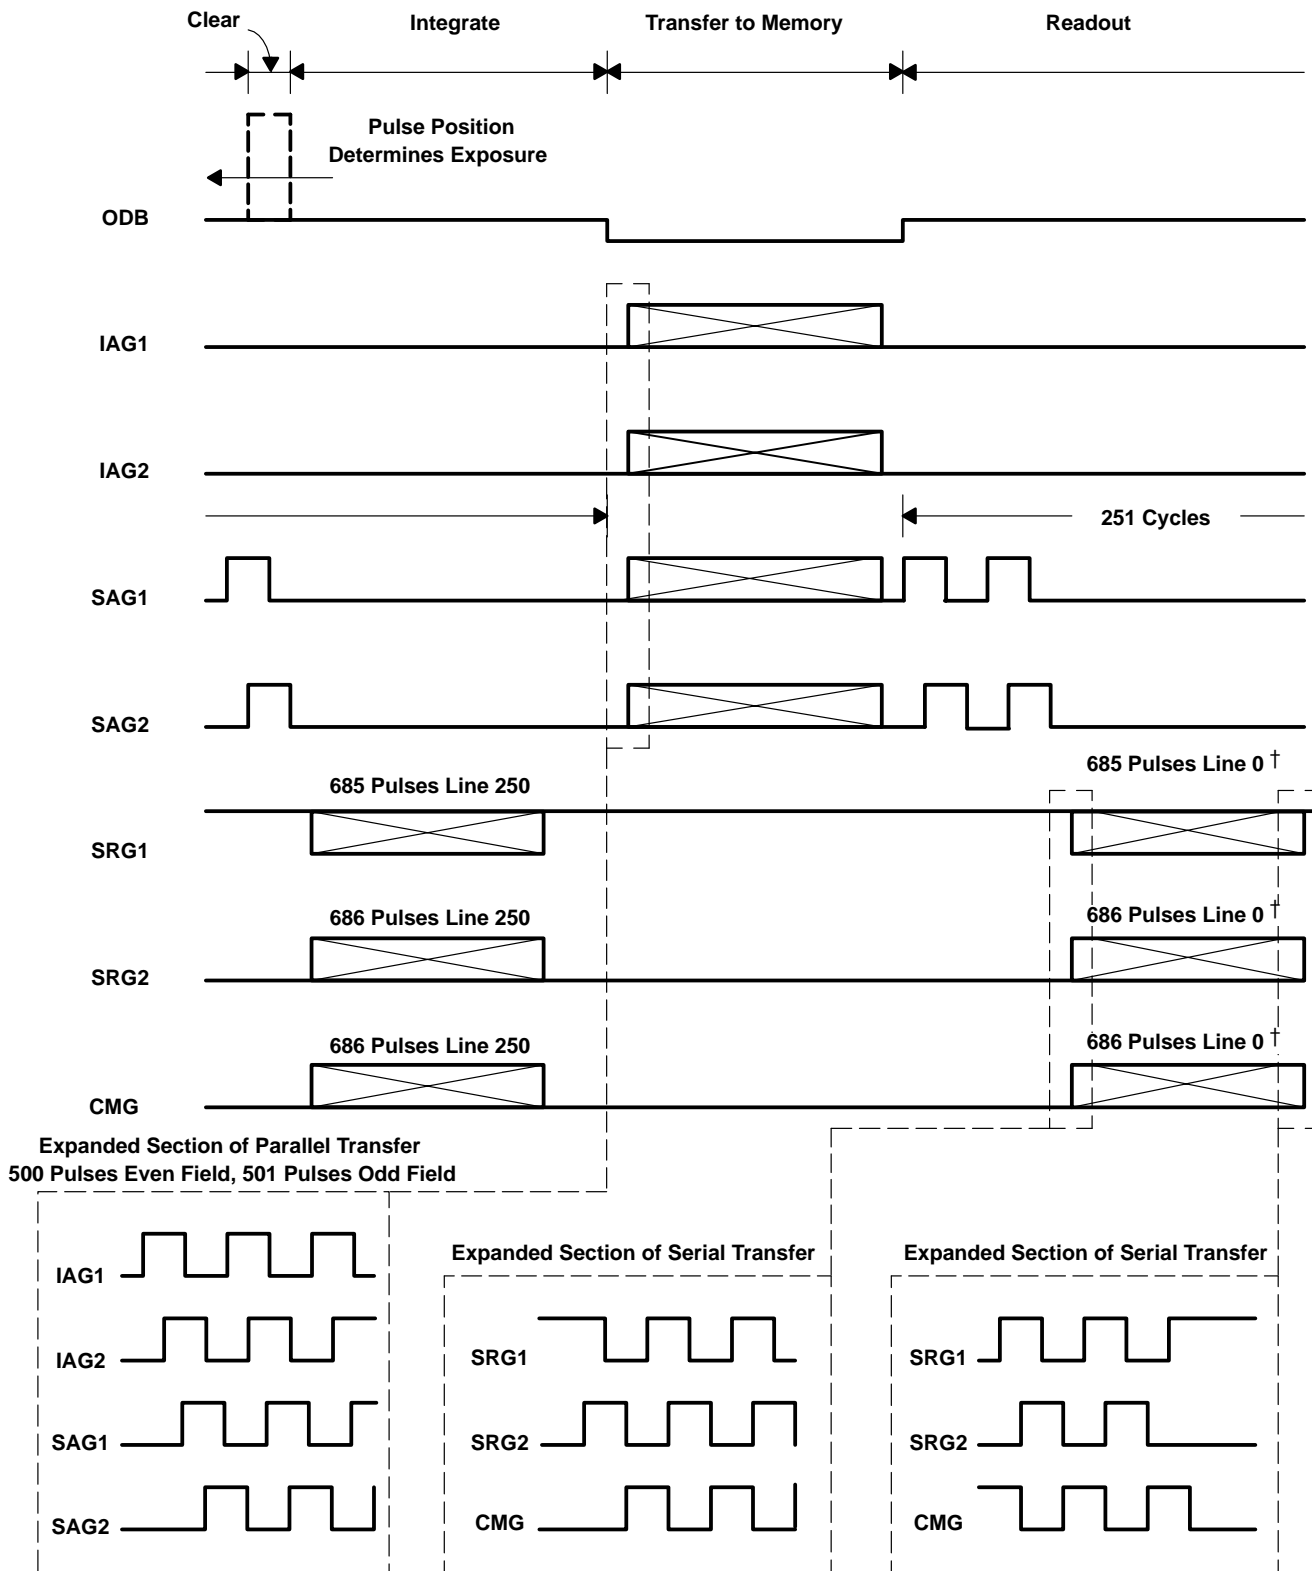 Clear
Integrate
Transfer to Memory
Readout
Pulse Position
Determines Exposure
ODB
IAG1
IAG2
251 Cycles
SAG1
SAG2
685 Pulses Line 250
685 Pulses Line 0 †
SRG1
686 Pulses Line 250
686 Pulses Line 0 †
SRG2
686 Pulses Line 250
686 Pulses Line 0 †
CMG
Expanded Section of Parallel Transfer
500 Pulses Even Field, 501 Pulses Odd Field
IAG1
IAG2
SAG1
SAG2
Expanded Section of Serial Transfer
SRG1
SRG2
CMG
Expanded Section of Serial Transfer
SRG1
SRG2
CMG